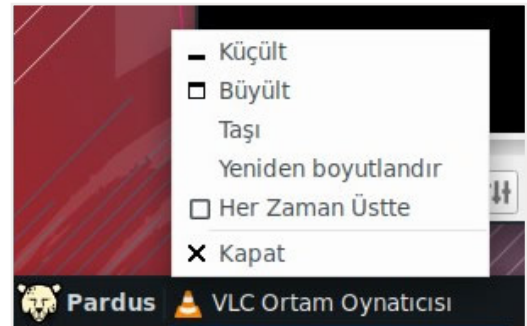 Küçült
Büyült
Taşı
Yeniden boyutlandır
Her Zaman Üstte
Kapat
Pardus VLC Ortam Oynatıcısı